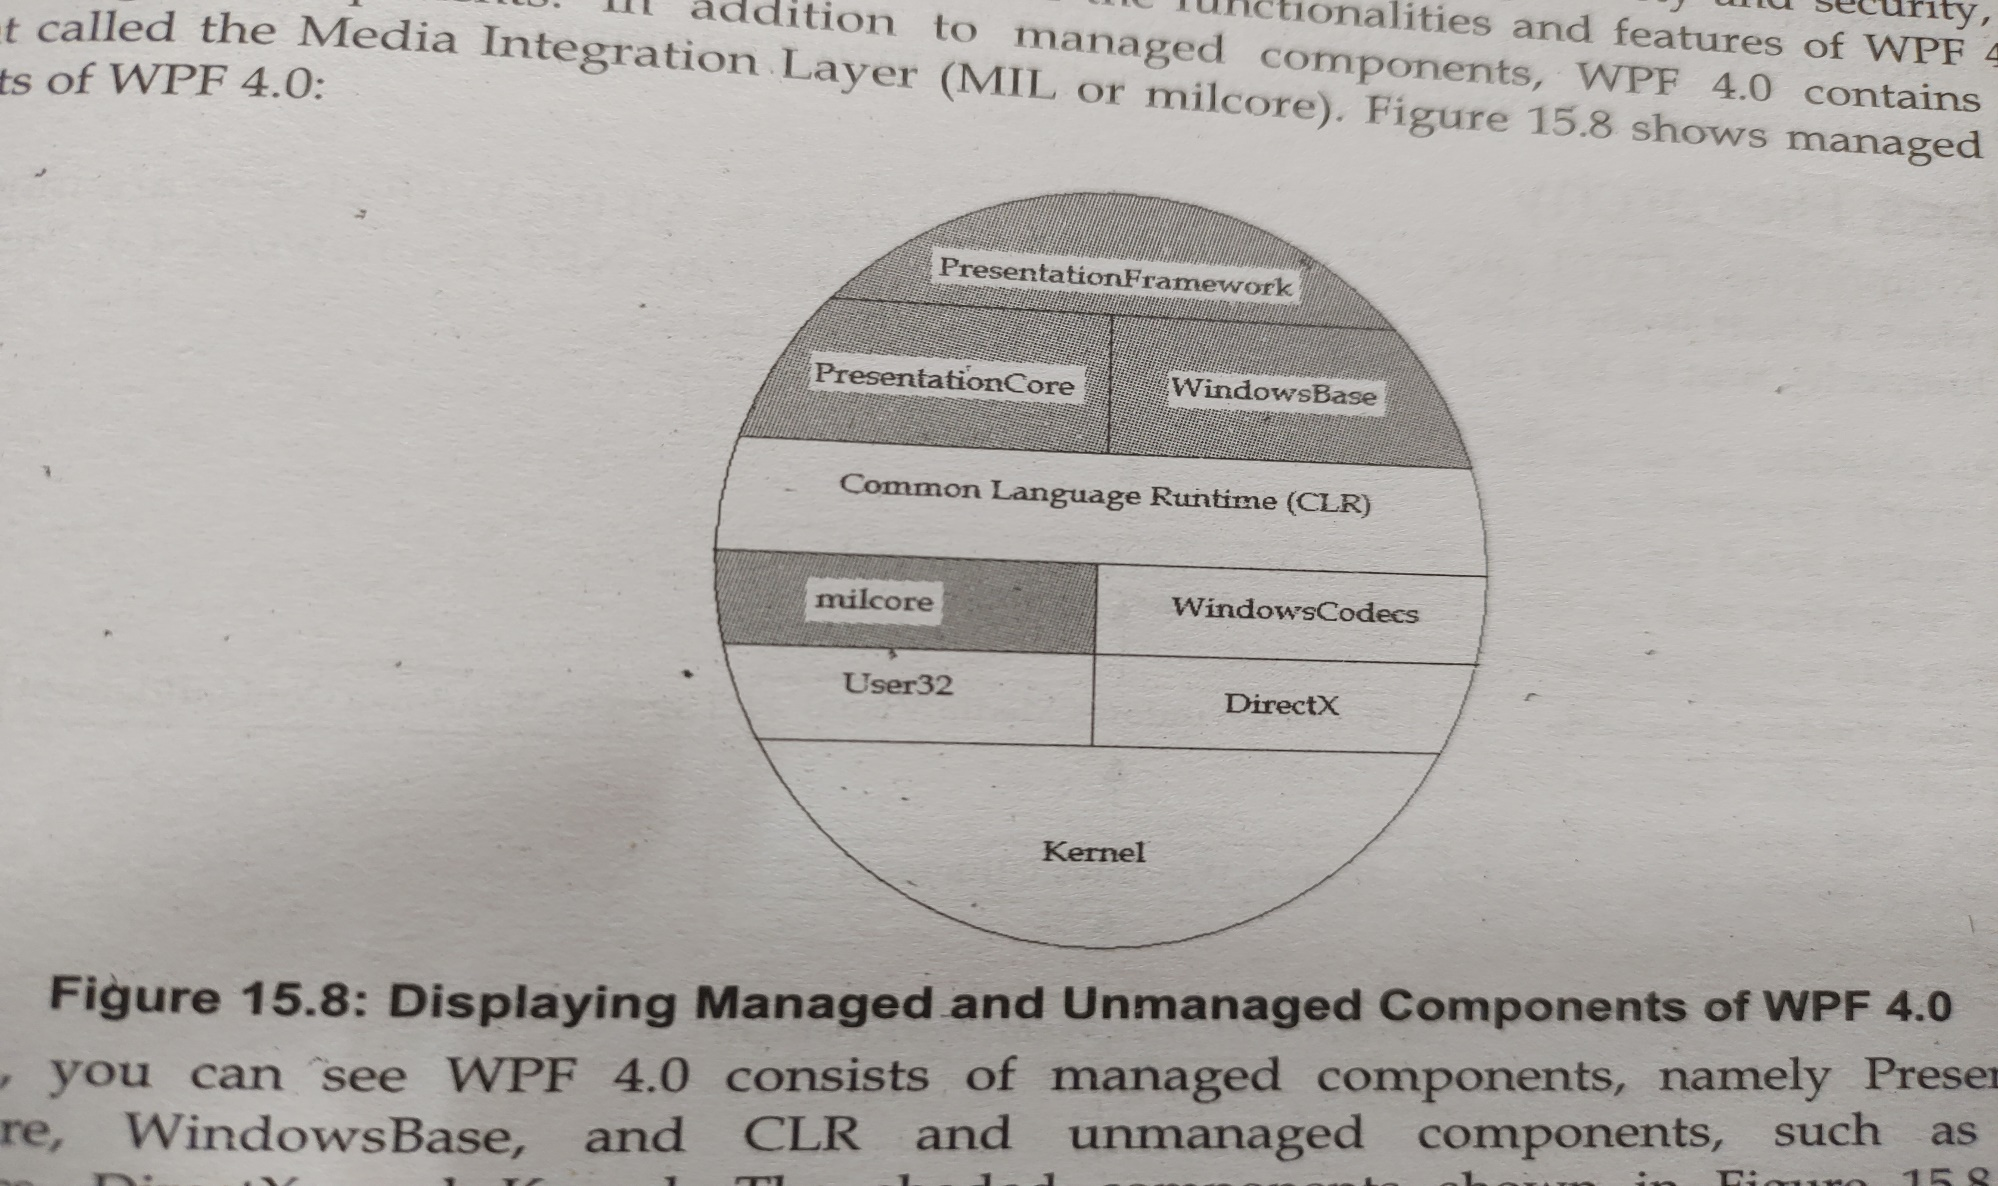 In addition to managed components, WPF 4.0 contains
functionalities and features of WPF
called the Media Integration Layer (MIL or milcore). Figure 15.8 shows managed
of WPF 4.0:
PresentationFramework
PresentationCore WindowsBase
Common Language Runtime (CLR)
milcore WindowsCodecs
User32 DirectX
Kernel
Figure 15.8: Displaying Managed and Unmanaged Components of WPF 4.0
, you can see WPF 4.0 consists of managed components, namely
re, WindowsBase, and CLR and unmanaged components, such as